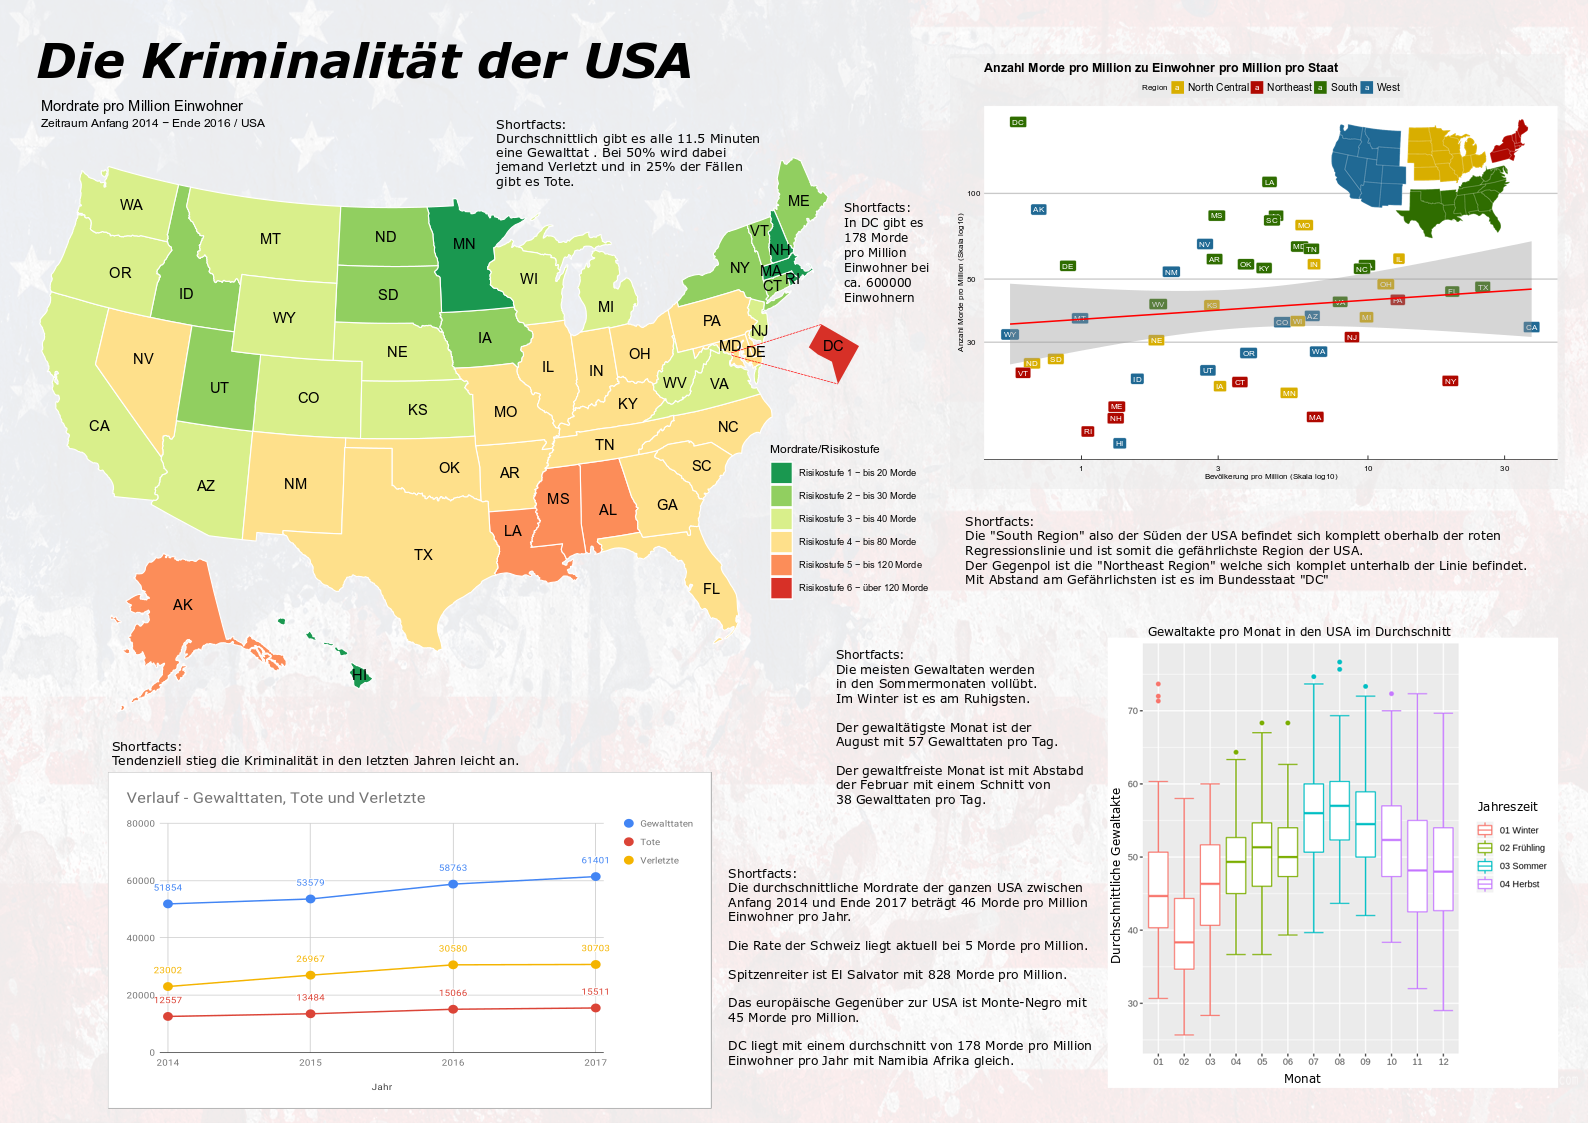 Die Kriminalität der USA
Mordrate pro Million Einwohner
Zeitraum Anfang 2014 – Ende 2016 / USA
Shortfacts:
Durchschnittlich gibt es alle 11.5 Minuten
eine Gewalttat . Bei 50% wird dabei
jemand Verletzt und in 25% der Fällen
gibt es Tote.
Shortfacts:
In DC gibt es
178 Morde
pro Million
Einwohner bei
ca. 600000
Einwohnern
WA
MT
ND
MN
ME
VT
NH
OR
ID
SD
WI
NY
MA
RI
CT
WY
MI
IA
PA
NJ
NV
NE
OH
MD
DE
DC
UT
CO
IL
IN
WV
VA
CA
KS
MO
KY
NC
TN
AZ
NM
OK
AR
SC
MS
AL
GA
LA
TX
FL
AK
HI
Mordrate/Risikostufe
Risikostufe 1 – bis 20 Morde
Risikostufe 2 – bis 30 Morde
Risikostufe 3 – bis 40 Morde
Risikostufe 4 – bis 80 Morde
Risikostufe 5 – bis 120 Morde
Risikostufe 6 – über 120 Morde
Anzahl Morde pro Million zu Einwohner pro Million pro Staat
Region a North Central a Northeast a South a West
Anzahl Morde pro Million (Skala log10)
100
50
30
DC
LA
AK
MS
SC
MO
NV
MD
TN
AR
IL
DE
NM
OK
KY
IN
NC
OH
FL
TX
WV
KS
VA
PA
MT
CO
WI
AZ
MI
WY
CA
NE
NJ
ND
SD
OR
WA
VT
ID
UT
IA
CT
MN
NY
ME
NH
MA
RI
HI
1
3
10
30
Bevölkerung pro Million (Skala log10)
Shortfacts:
Die "South Region" also der Süden der USA befindet sich komplett oberhalb der roten
Regressionslinie und ist somit die gefährlichste Region der USA.
Der Gegenpol ist die "Northeast Region" welche sich komplet unterhalb der Linie befindet.
Mit Abstand am Gefährlichsten ist es im Bundesstaat "DC"
Shortfacts:
Die meisten Gewaltaten werden
in den Sommermonaten vollübt.
Im Winter ist es am Ruhigsten.
Der gewaltätigste Monat ist der
August mit 57 Gewalttaten pro Tag.
Der gewaltfreiste Monat ist mit Abstabd
der Februar mit einem Schnitt von
38 Gewalttaten pro Tag.
Gewaltakte pro Monat in den USA im Durchschnitt
Durchschnittliche Gewaltakte
70
60
50
40
30
01
02
03
04
05
06
07
08
09
10
11
12
Monat
Jahreszeit
01 Winter
02 Frühling
03 Sommer
04 Herbst
Shortfacts:
Tendenziell stieg die Kriminalität in den letzten Jahren leicht an.
Verlauf - Gewalttaten, Tote und Verletzte
80000
60000
40000
20000
0
51854
53579
58763
61401
23002
26967
30580
30703
12557
13484
15066
15511
2014
2015
2016
2017
Jahr
Gewalttaten
Tote
Verletzte
Shortfacts:
Die durchschnittliche Mordrate der ganzen USA zwischen
Anfang 2014 und Ende 2017 beträgt 46 Morde pro Million
Einwohner pro Jahr.
Die Rate der Schweiz liegt aktuell bei 5 Morde pro Million.
Spitzenreiter ist El Salvator mit 828 Morde pro Million.
Das europäische Gegenüber zur USA ist Monte-Negro mit
45 Morde pro Million.
DC liegt mit einem durchschnitt von 178 Morde pro Million
Einwohner pro Jahr mit Namibia Afrika gleich.